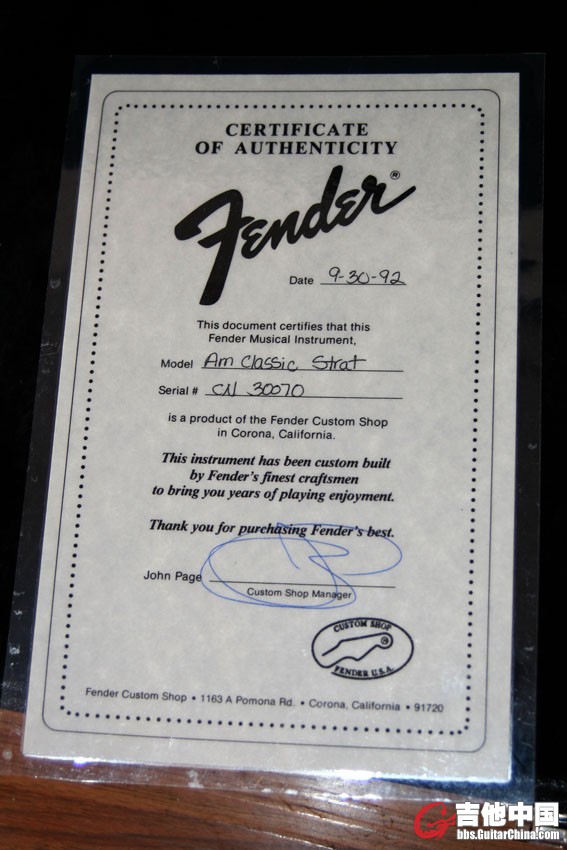 CERTIFICATE
OF AUTHENTICITY
Fender®
Date 9-30-92
This document certifies that this
Fender Musical Instrument,
Model Am Classic Strat
Serial # CN 30070
is a product of the Fender Custom Shop
in Corona, California.
This instrument has been custom built
by Fender's finest craftsmen
to bring you years of playing enjoyment.
Thank you for purchasing Fender's best.
John Page
Custom Shop Manager
CUSTOM SHOP
FENDER U.S.A.
Fender Custom Shop • 1163 A Pomona Rd. • Corona, California • 91720
吉他中国
bbs.GuitarChina.com